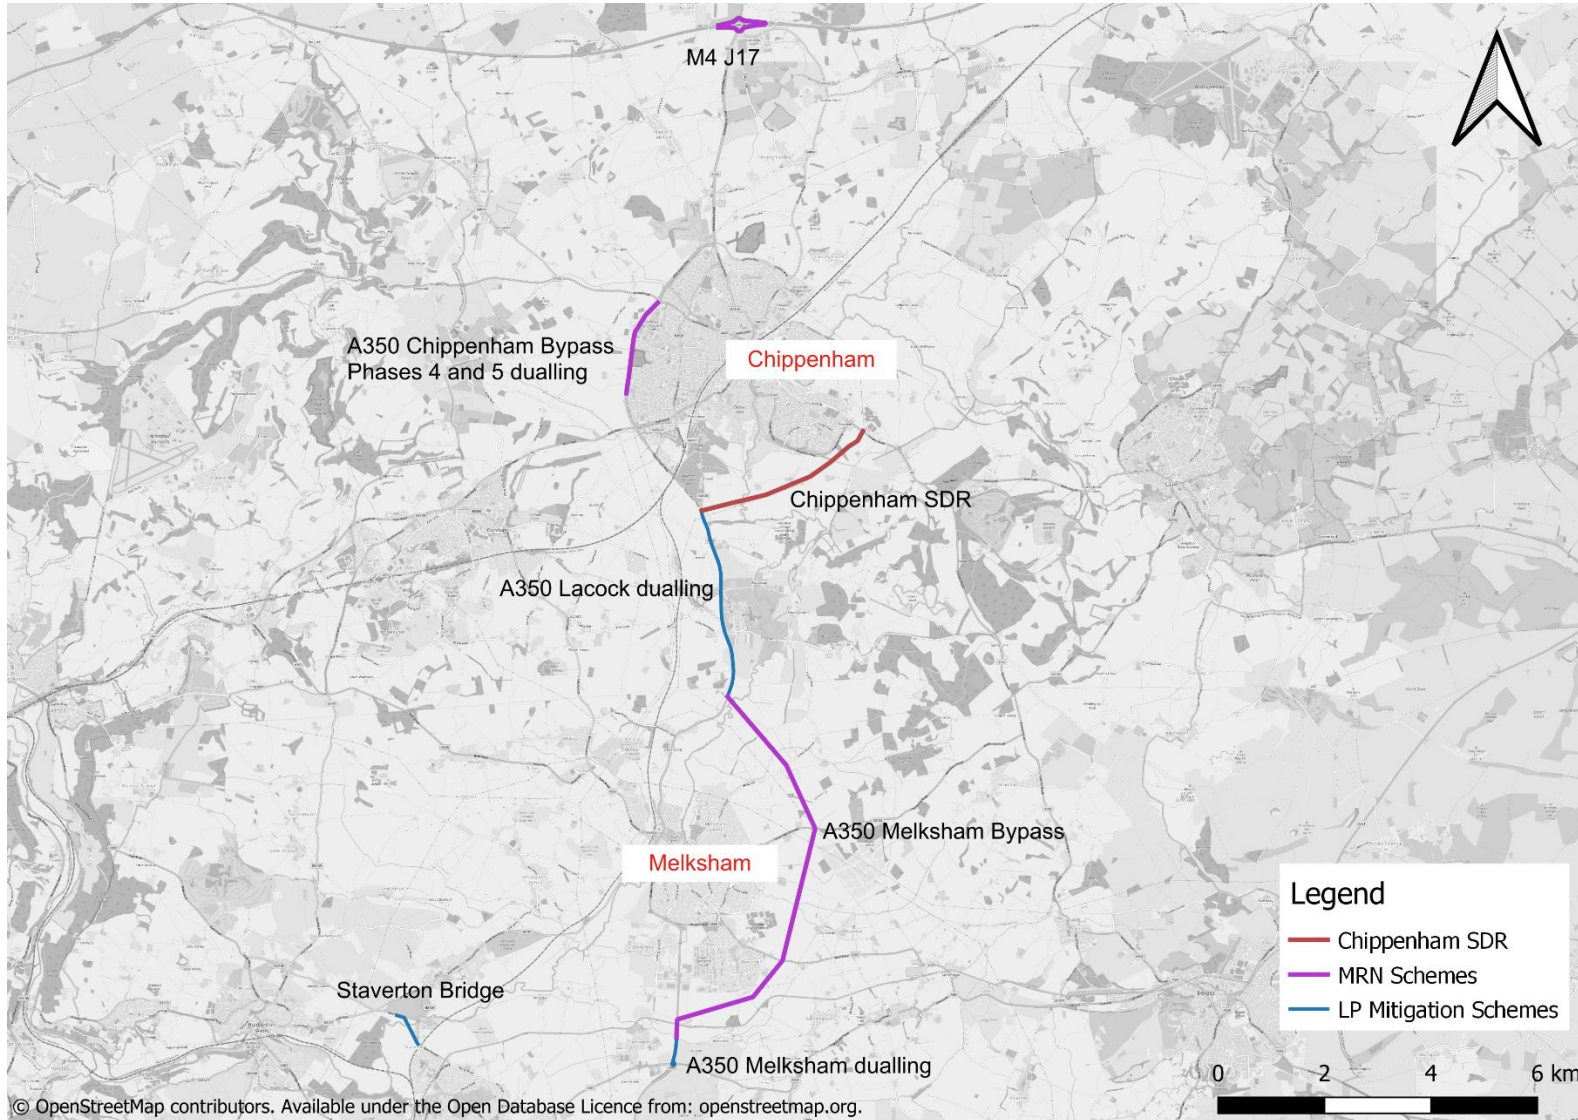 M4 J17
A350 Chippenham Bypass
Phases 4 and 5 dualling
Chippenham
Chippenham SDR
A350 Lacock dualling
A350 Melksham Bypass
Melksham
Staverton Bridge
A350 Melksham dualling
Legend
Chippenham SDR
MRN Schemes
LP Mitigation Schemes
0 2 4 6 km
© OpenStreetMap contributors. Available under the Open Database Licence from: openstreetmap.org.